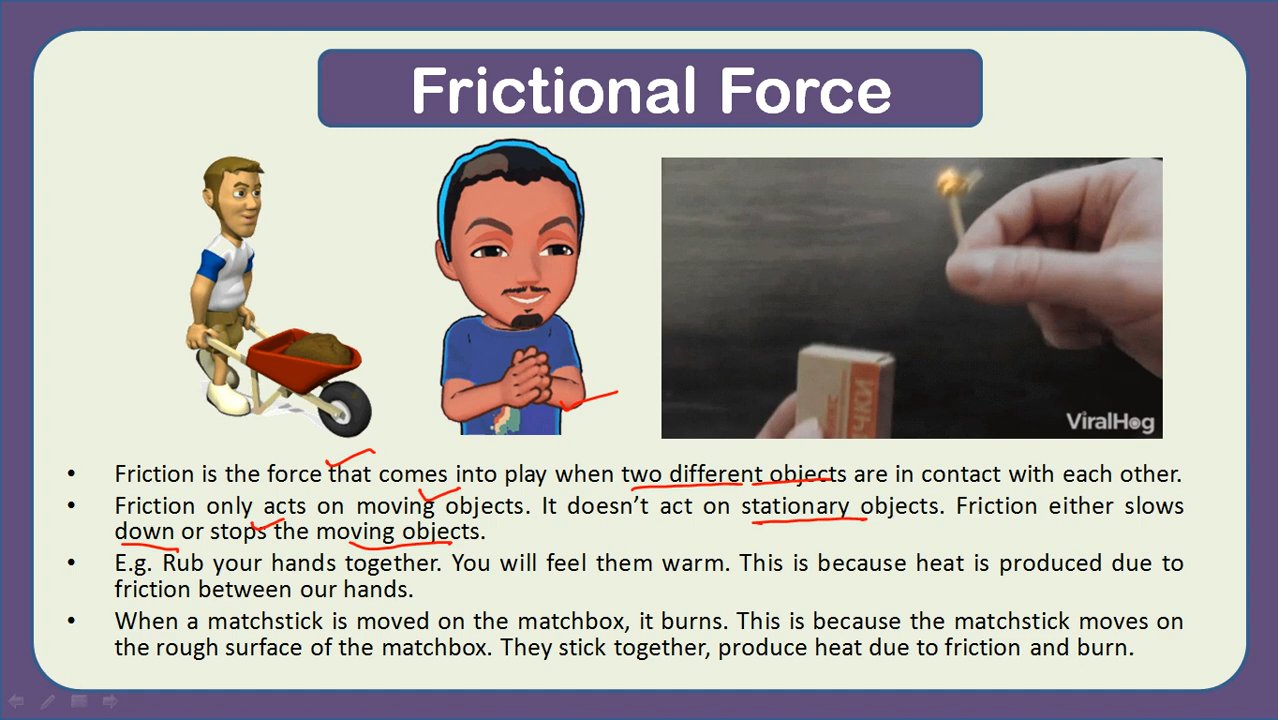 Frictional Force
ЧКИ
ViralHog
• Friction is the force that comes into play when two different objects are in contact with each other.
• Friction only acts on moving objects. It doesn’t act on stationary objects. Friction either slows
down or stops the moving objects.
• E.g. Rub your hands together. You will feel them warm. This is because heat is produced due to
friction between our hands.
• When a matchstick is moved on the matchbox, it burns. This is because the matchstick moves on
the rough surface of the matchbox. They stick together, produce heat due to friction and burn.